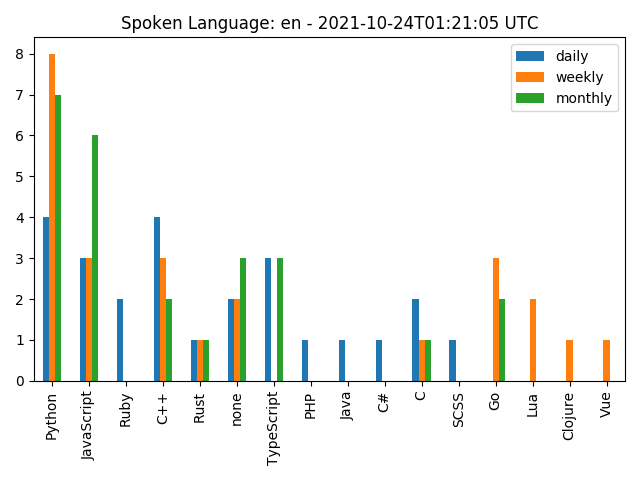 Spoken Language: en - 2021-10-24T01:21:05 UTC
daily
weekly
monthly
8
7
6
5
4
3
2
1
0
Python
JavaScript
Ruby
C++
Rust
none
TypeScript
PHP
Java
C#
C
SCSS
Go
Lua
Clojure
Vue